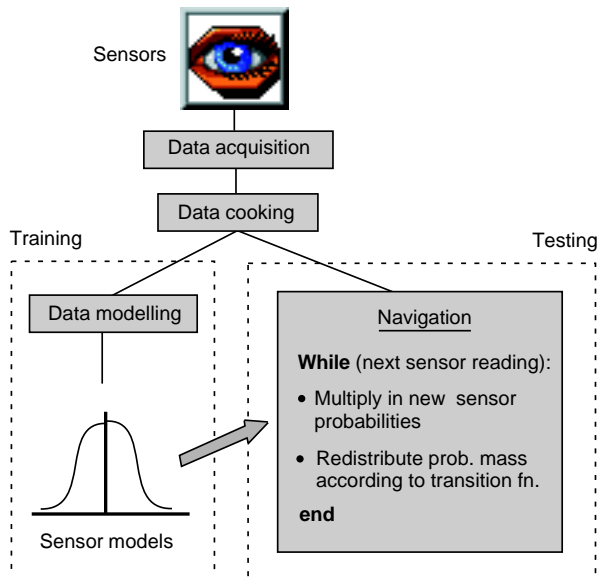 Sensors
Data acquisition
Data cooking
Training
Testing
Data modelling
Sensor models
Navigation
While (next sensor reading):
• Multiply in new sensor
probabilities
• Redistribute prob. mass
according to transition fn.
end